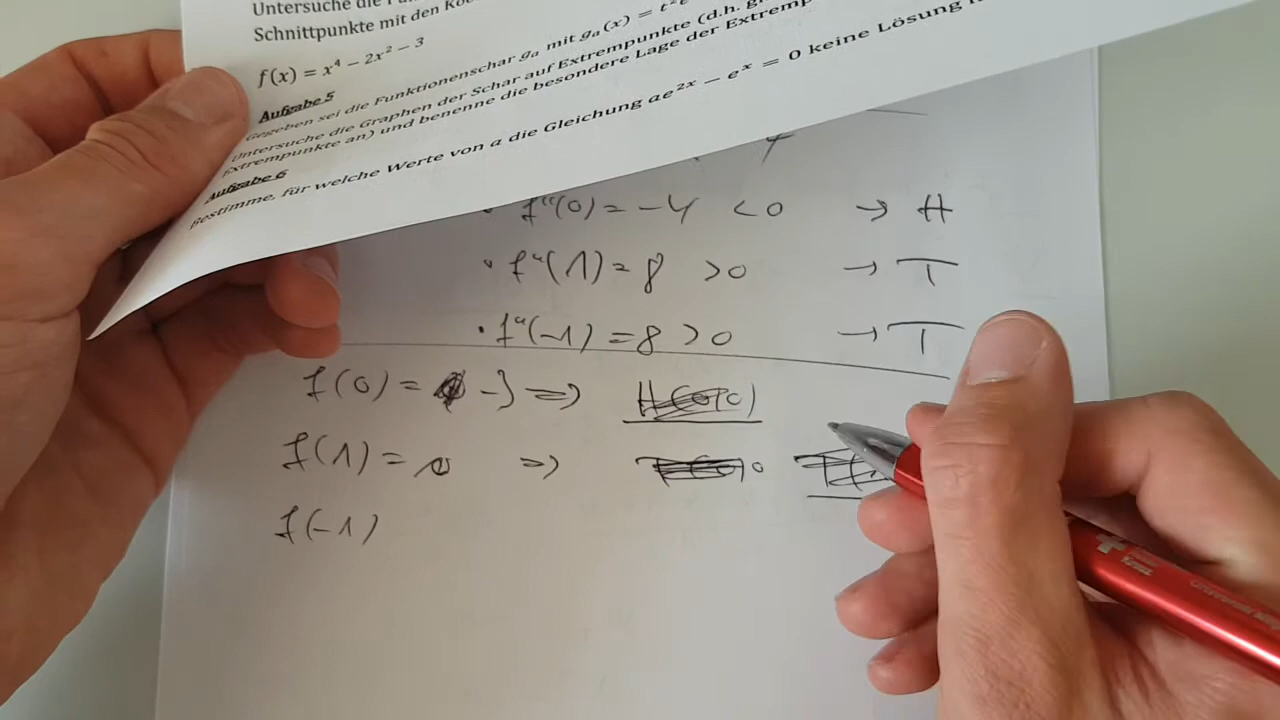 Untersuche die
Schnittpunkte mit den
f(x) = x⁴ − 2x² − 3
Aufgabe 5
Gegeben sei die Funktionenschar gₐ mit gₐ(x) = t²e
Untersuche die Graphen der Schar auf Extrempunkte (d.h.
Extrempunkte an) und benenne die besondere Lage der
Aufgabe 6
Bestimme, für welche Werte von a die Gleichung ae²ˣ − eˣ = 0 keine Lösung
· f''(0) = −4 < 0 → H
· f''(1) = 8 > 0 → T
· f''(−1) = 8 > 0 → T
f(0) = −3 ⇒
f(1) = ⇒
f(−1)